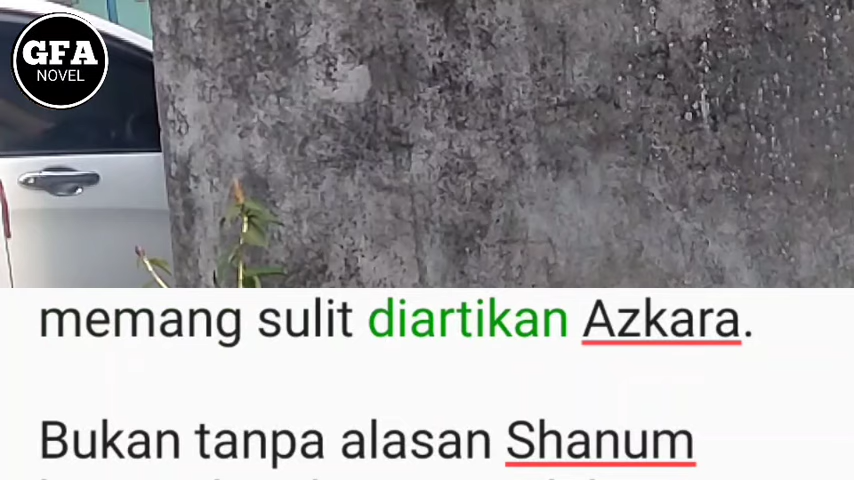 GFA
NOVEL
memang sulit diartikan Azkara.
Bukan tanpa alasan Shanum